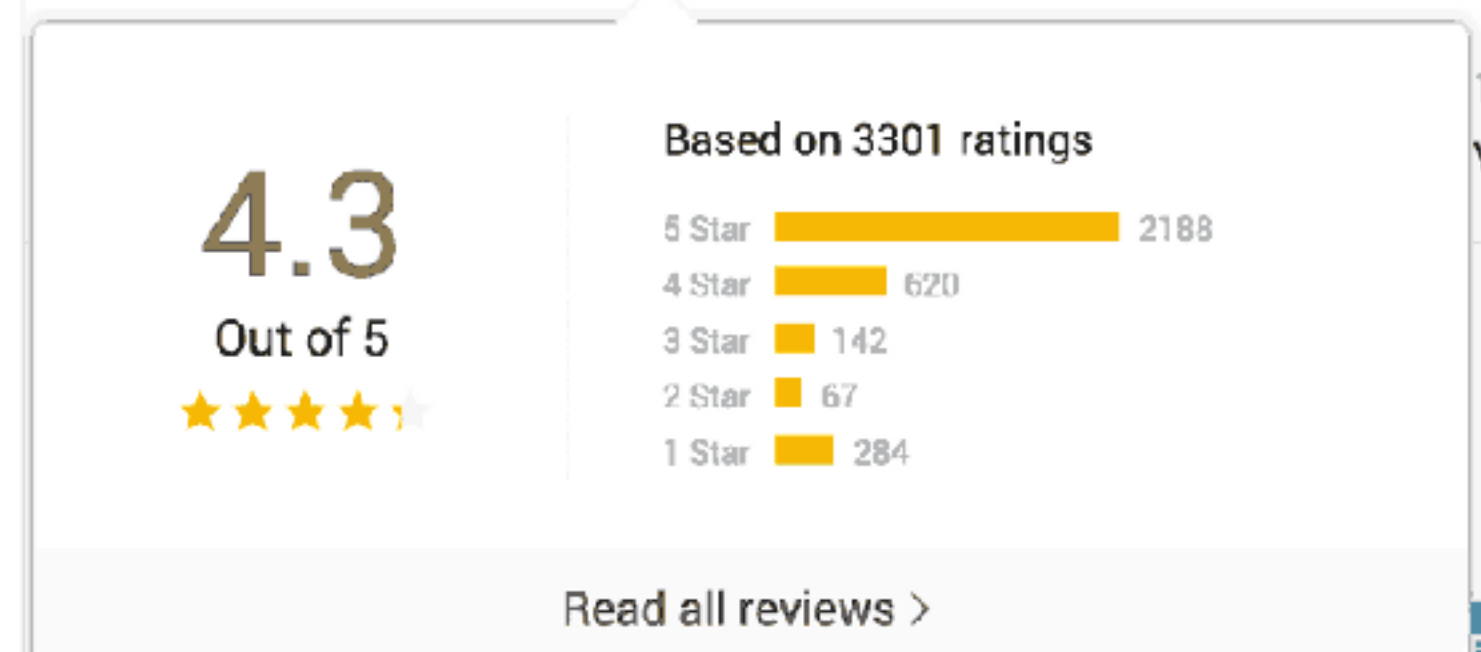 4.3
Out of 5
Based on 3301 ratings
5 Star 2188
4 Star 620
3 Star 142
2 Star 67
1 Star 284
Read all reviews >